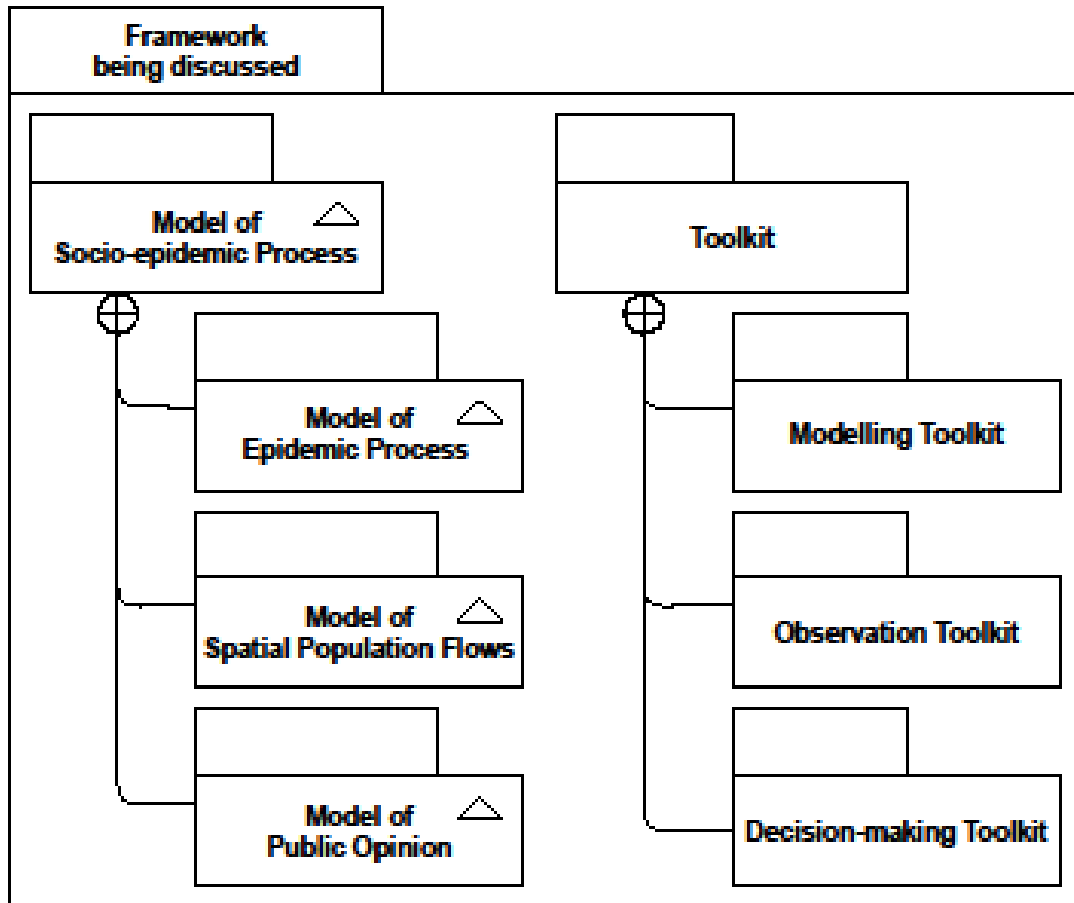 Framework
being discussed
Model of
Socio-epidemic Process
Model of
Epidemic Process
Model of
Spatial Population Flows
Model of
Public Opinion
Toolkit
Modelling Toolkit
Observation Toolkit
Decision-making Toolkit